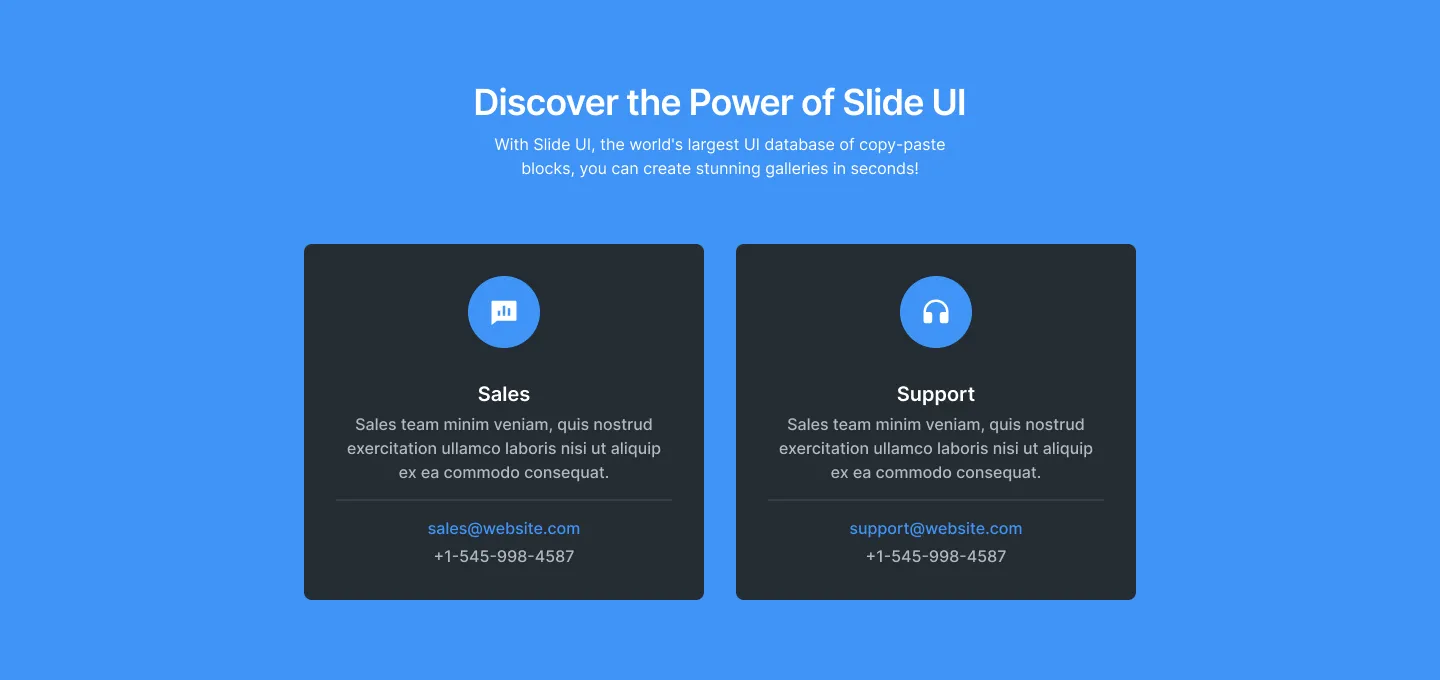 Discover the Power of Slide UI
With Slide UI, the world's largest UI database of copy-paste
blocks, you can create stunning galleries in seconds!
Sales
Sales team minim veniam, quis nostrud
exercitation ullamco laboris nisi ut aliquip
ex ea commodo consequat.
sales@website.com
+1-545-998-4587
Support
Sales team minim veniam, quis nostrud
exercitation ullamco laboris nisi ut aliquip
ex ea commodo consequat.
support@website.com
+1-545-998-4587